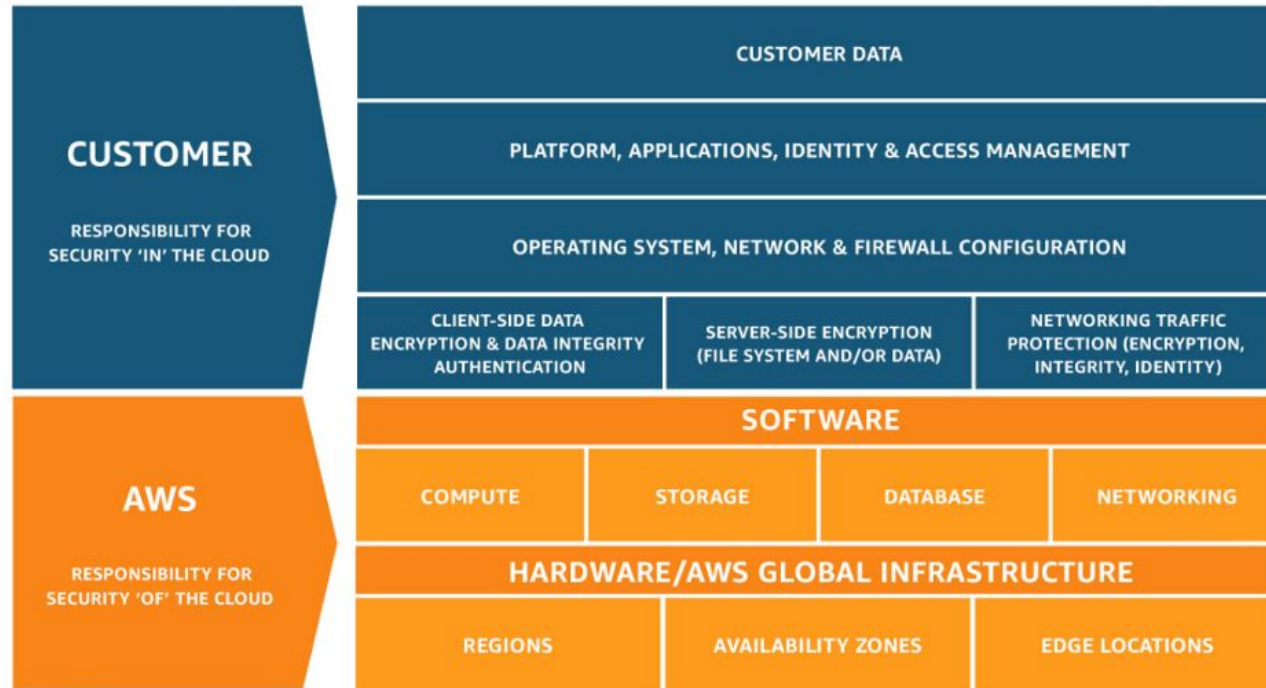 CUSTOMER
RESPONSIBILITY FOR
SECURITY ‘IN’ THE CLOUD
CUSTOMER DATA
PLATFORM, APPLICATIONS, IDENTITY & ACCESS MANAGEMENT
OPERATING SYSTEM, NETWORK & FIREWALL CONFIGURATION
CLIENT-SIDE DATA
ENCRYPTION & DATA INTEGRITY
AUTHENTICATION
SERVER-SIDE ENCRYPTION
(FILE SYSTEM AND/OR DATA)
NETWORKING TRAFFIC
PROTECTION (ENCRYPTION,
INTEGRITY, IDENTITY)
AWS
RESPONSIBILITY FOR
SECURITY ‘OF’ THE CLOUD
SOFTWARE
COMPUTE
STORAGE
DATABASE
NETWORKING
HARDWARE/AWS GLOBAL INFRASTRUCTURE
REGIONS
AVAILABILITY ZONES
EDGE LOCATIONS